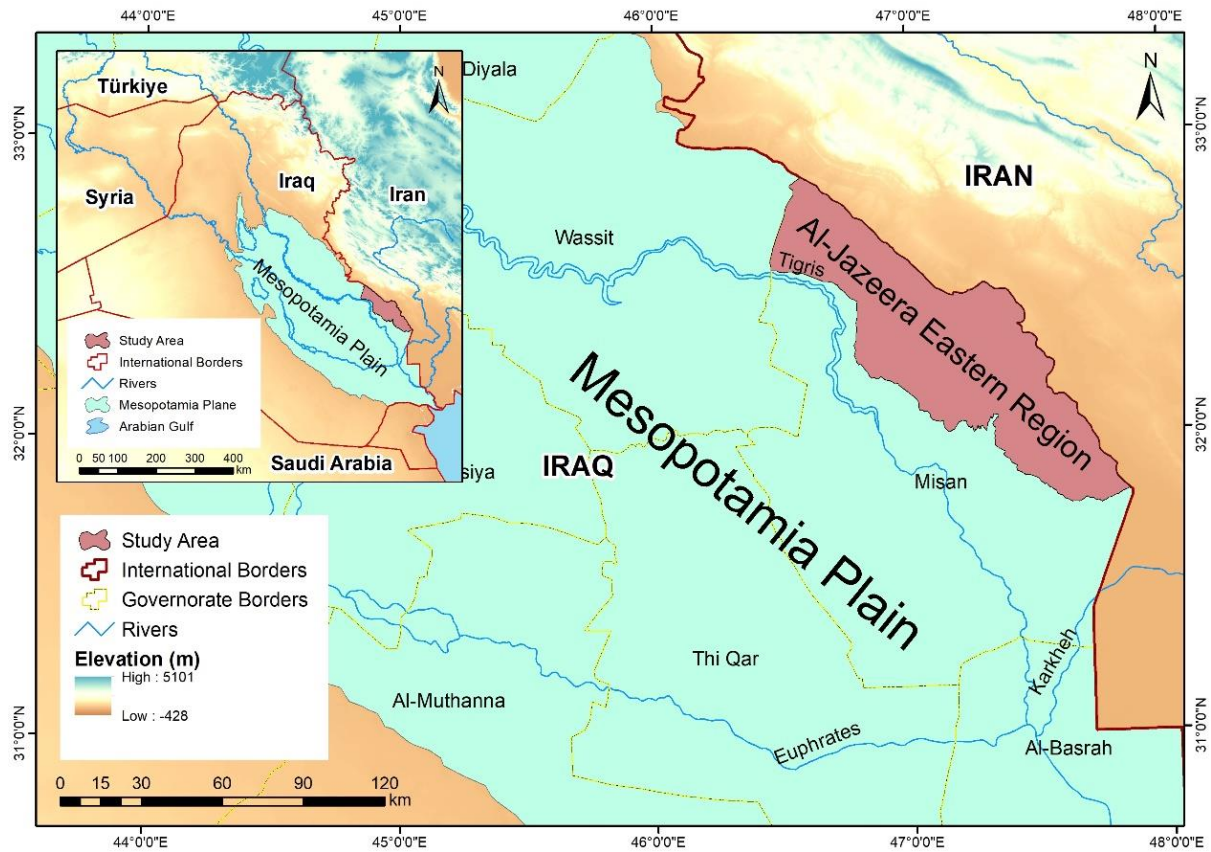 44°0'0"E 45°0'0"E 46°0'0"E 47°0'0"E 48°0'0"E
33°0'0"N
32°0'0"N
31°0'0"N
Türkiye
N
Syria
Iraq
Iran
Mesopotamia Plain
Study Area
International Borders
Rivers
Mesopotamia Plane
Arabian Gulf
0 50 100 200 300 400
km
Saudi Arabia
Diyala
N
IRAN
Wassit
Tigris
Al-Jazeera Eastern Region
Mesopotamia Plain
IRAQ
siya
Misan
Thi Qar
Al-Muthanna
Euphrates
Karkheh
Al-Basrah
Study Area
International Borders
Governorate Borders
Rivers
Elevation (m)
High : 5101
Low : -428
0 15 30 60 90 120
km
33°0'0"N
32°0'0"N
31°0'0"N
44°0'0"E 45°0'0"E 46°0'0"E 47°0'0"E 48°0'0"E